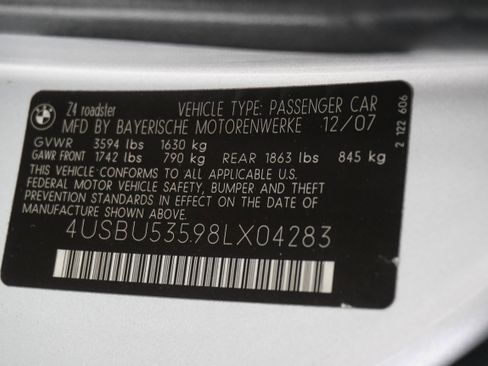 Z4 roadster VEHICLE TYPE: PASSENGER CAR
MFD BY BAYERISCHE MOTORENWERKE 12/07
GVWR 3594 lbs 1630 kg
GAWR FRONT 1742 lbs 790 kg REAR 1863 lbs 845 kg
THIS VEHICLE CONFORMS TO ALL APPLICABLE U.S.
FEDERAL MOTOR VEHICLE SAFETY, BUMPER AND THEFT
PREVENTION STANDARDS IN EFFECT ON THE DATE OF
MANUFACTURE SHOWN ABOVE.
4USBU53598LX04283
2 122 606